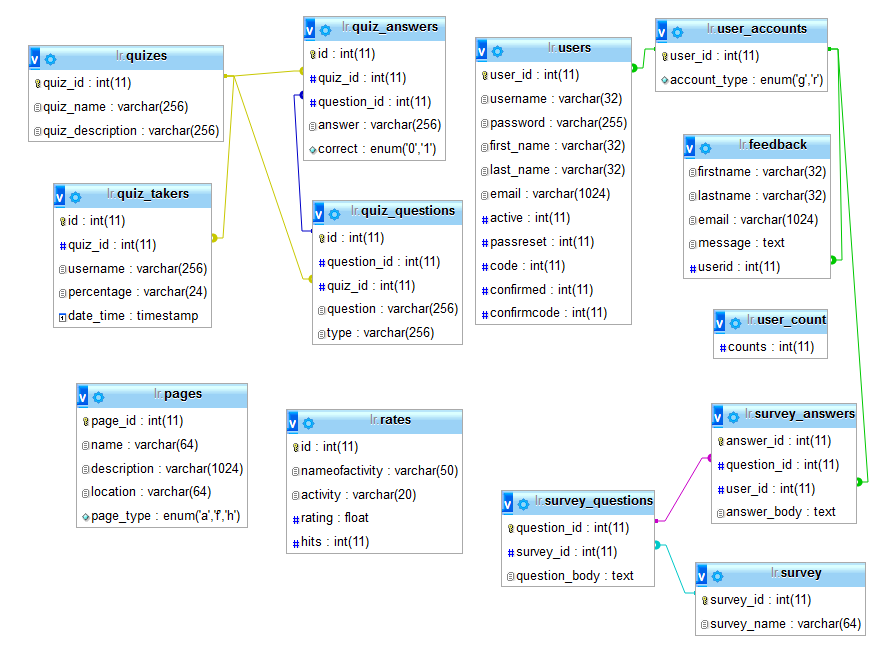 lr.quizes
quiz_id : int(11)
quiz_name : varchar(256)
quiz_description : varchar(256)
lr.quiz_answers
id : int(11)
quiz_id : int(11)
question_id : int(11)
answer : varchar(256)
correct : enum('0','1')
lr.users
user_id : int(11)
username : varchar(32)
password : varchar(255)
first_name : varchar(32)
last_name : varchar(32)
email : varchar(1024)
active : int(11)
passreset : int(11)
code : int(11)
confirmed : int(11)
confirmcode : int(11)
lr.user_accounts
user_id : int(11)
account_type : enum('g','r')
lr.feedback
firstname : varchar(32)
lastname : varchar(32)
email : varchar(1024)
message : text
userid : int(11)
lr.quiz_takers
id : int(11)
quiz_id : int(11)
username : varchar(256)
percentage : varchar(24)
date_time : timestamp
lr.quiz_questions
id : int(11)
question_id : int(11)
quiz_id : int(11)
question : varchar(256)
type : varchar(256)
lr.user_count
counts : int(11)
lr.pages
page_id : int(11)
name : varchar(64)
description : varchar(1024)
location : varchar(64)
page_type : enum('a','f','h')
lr.rates
id : int(11)
nameofactivity : varchar(50)
activity : varchar(20)
rating : float
hits : int(11)
lr.survey_answers
answer_id : int(11)
question_id : int(11)
user_id : int(11)
answer_body : text
lr.survey_questions
question_id : int(11)
survey_id : int(11)
question_body : text
lr.survey
survey_id : int(11)
survey_name : varchar(64)